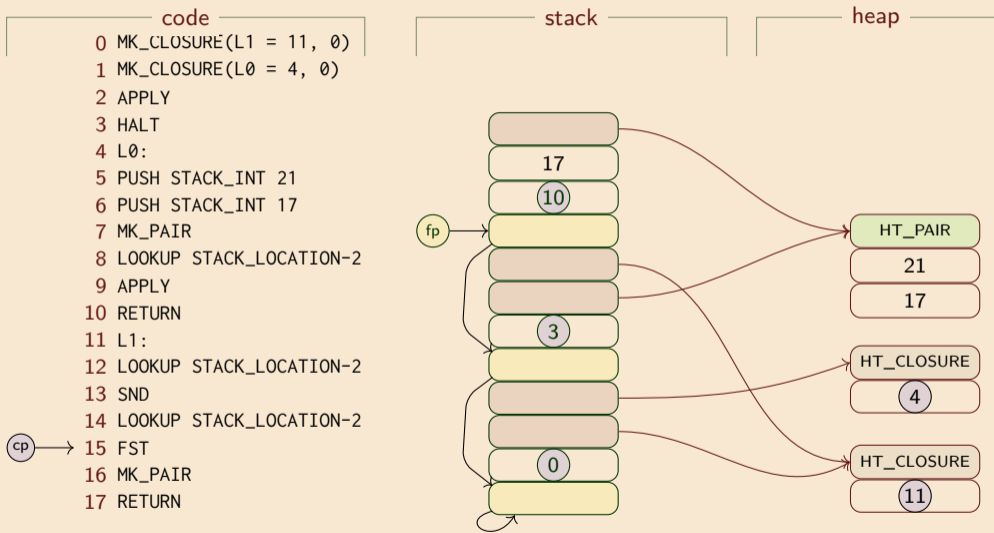 code
0 MK_CLOSURE(L1 = 11, 0)
1 MK_CLOSURE(L0 = 4, 0)
2 APPLY
3 HALT
4 L0:
5 PUSH STACK_INT 21
6 PUSH STACK_INT 17
7 MK_PAIR
8 LOOKUP STACK_LOCATION-2
9 APPLY
10 RETURN
11 L1:
12 LOOKUP STACK_LOCATION-2
13 SND
14 LOOKUP STACK_LOCATION-2
cp
15 FST
16 MK_PAIR
17 RETURN
stack
17
10
fp
3
0
heap
HT_PAIR
21
17
HT_CLOSURE
4
HT_CLOSURE
11